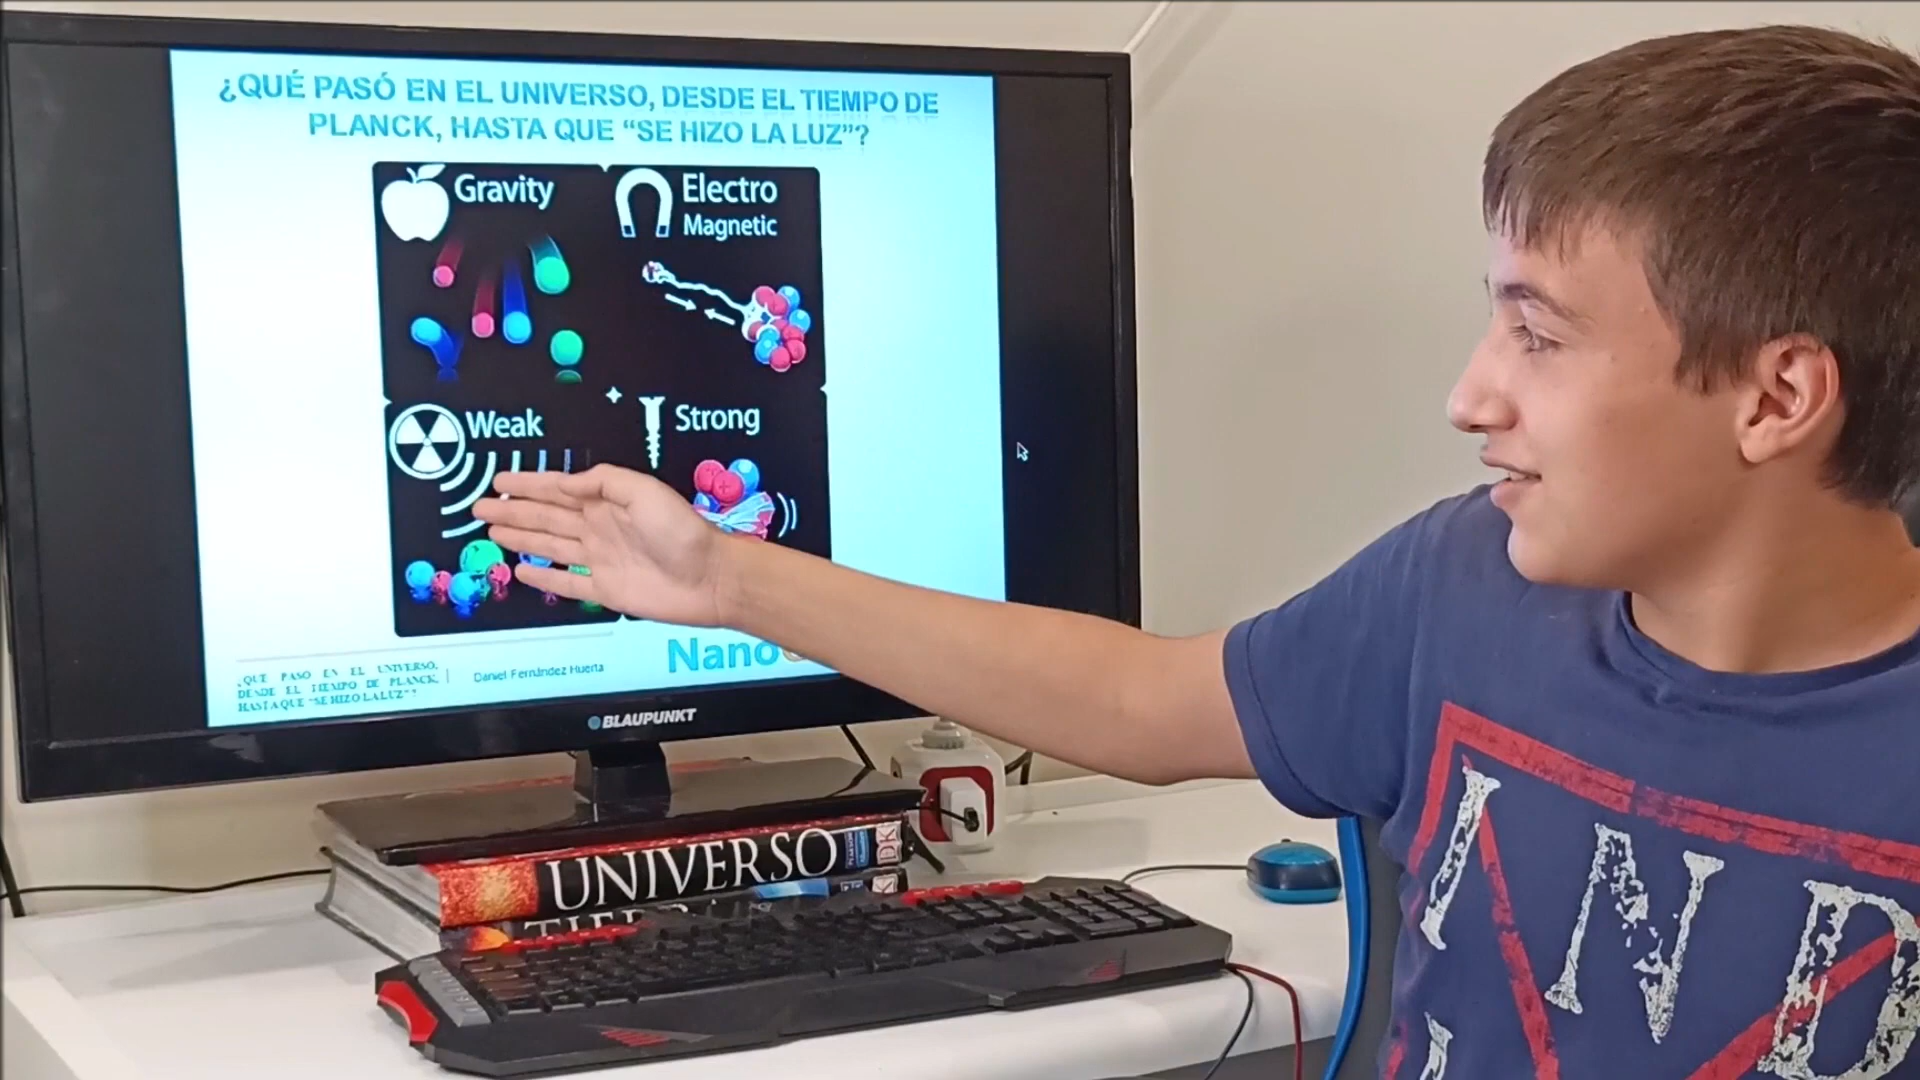 ¿QUÉ PASÓ EN EL UNIVERSO, DESDE EL TIEMPO DE
PLANCK, HASTA QUE “SE HIZO LA LUZ”?
Gravity
Electro
Magnetic
Weak
Strong
Nano
¿QUÉ PASÓ EN EL UNIVERSO,
DESDE EL TIEMPO DE PLANCK,
HASTA QUE “SE HIZO LA LUZ”?
Daniel Fernández Huerta
BLAUPUNKT
UNIVERSO
DK
TIERRA
IND